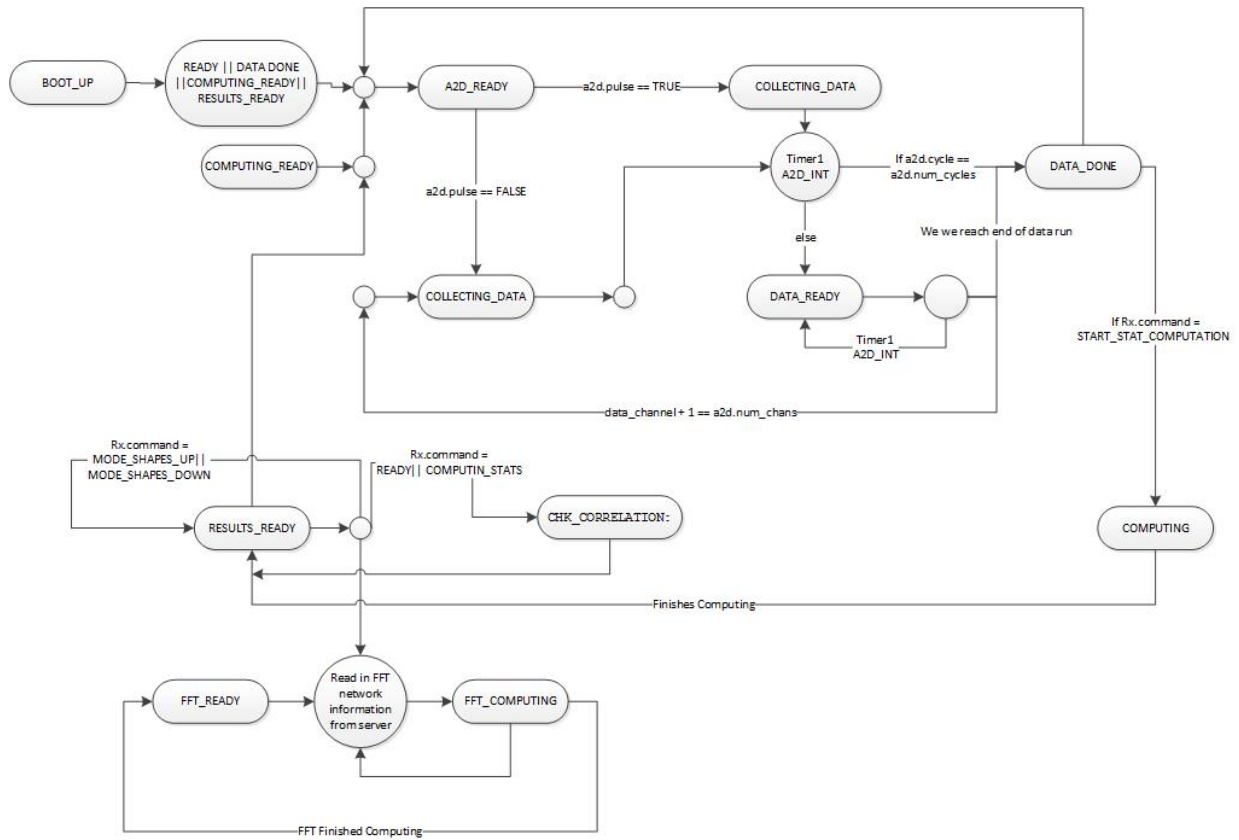 BOOT_UP
READY || DATA DONE
||COMPUTING_READY||
RESULTS_READY
A2D_READY
a2d.pulse == TRUE
COLLECTING_DATA
COMPUTING_READY
Timer1
A2D_INT
If a2d.cycle ==
a2d.num_cycles
DATA_DONE
a2d.pulse == FALSE
else
We we reach end of data run
COLLECTING_DATA
DATA_READY
Timer1
A2D_INT
If Rx.command =
START_STAT_COMPUTATION
data_channel + 1 == a2d.num_chans
Rx.command =
MODE_SHAPES_UP||
MODE_SHAPES_DOWN
Rx.command =
READY|| COMPUTIN_STATS
RESULTS_READY
CHK_CORRELATION:
COMPUTING
Finishes Computing
FFT_READY
Read in FFT
network
information
from server
FFT_COMPUTING
FFT Finished Computing